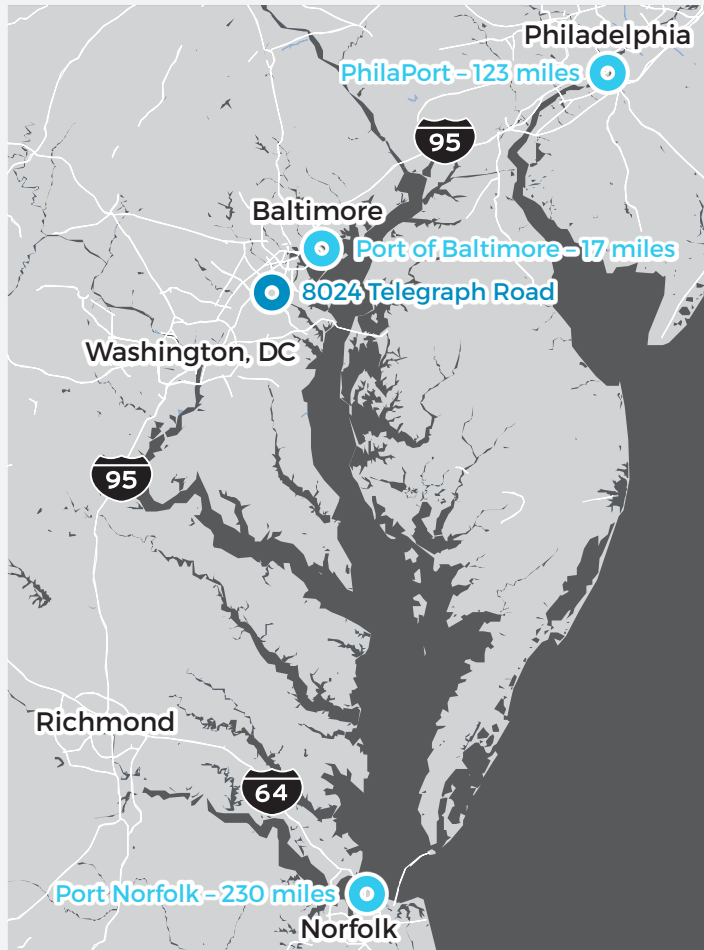 Philadelphia
PhilaPort – 123 miles
95
Baltimore
Port of Baltimore – 17 miles
8024 Telegraph Road
Washington, DC
95
Richmond
64
Port Norfolk – 230 miles
Norfolk